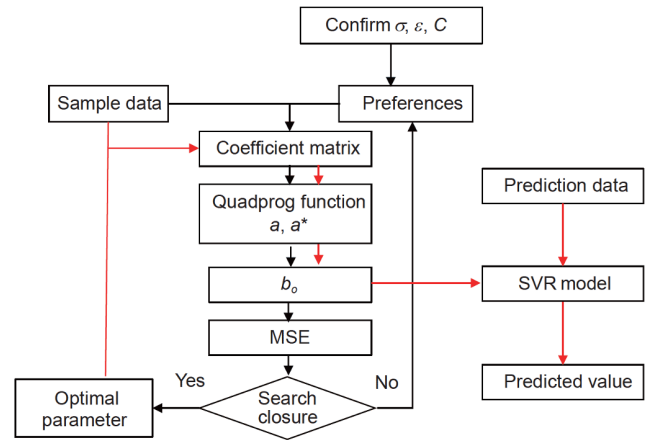 Confirm σ, ε, C
Sample data
Preferences
Coefficient matrix
Quadprog function
a, a*
Prediction data
b₀
SVR model
MSE
Yes
No
Search
closure
Optimal
parameter
Predicted value